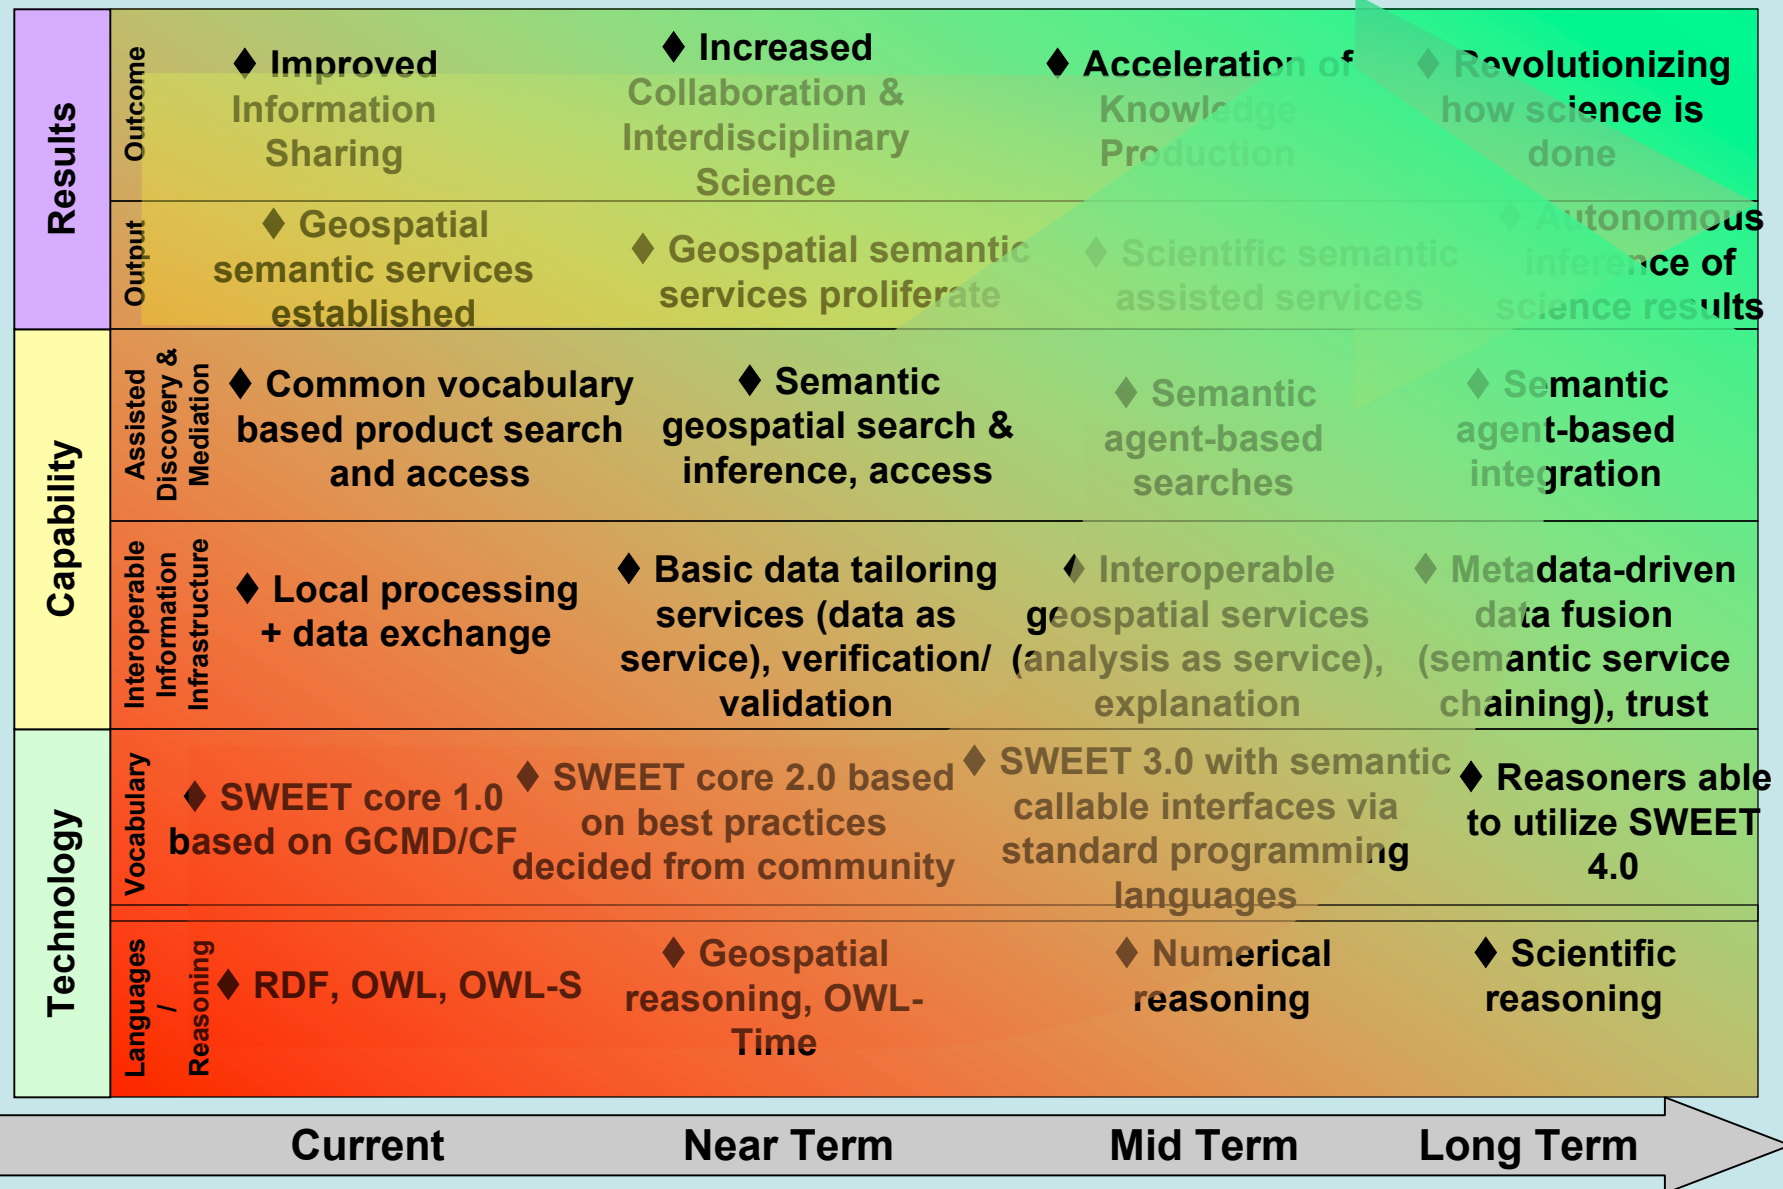 Results
Outcome
♦ Improved
Information
Sharing
♦ Increased
Collaboration &
Interdisciplinary
Science
♦ Acceleration of
Knowledge
Production
♦ Revolutionizing
how science is
done
Output
♦ Geospatial
semantic services
established
♦ Geospatial semantic
services proliferate
♦ Scientific semantic
assisted services
♦ Autonomous
inference of
science results
Capability
Assisted
Discovery &
Mediation
♦ Common vocabulary
based product search
and access
♦ Semantic
geospatial search &
inference, access
♦ Semantic
agent-based
searches
♦ Semantic
agent-based
integration
Interoperable
Information
Infrastructure
♦ Local processing
+ data exchange
♦ Basic data tailoring
services (data as
service), verification/
validation
♦ Interoperable
geospatial services
(analysis as service),
explanation
♦ Metadata-driven
data fusion
(semantic service
chaining), trust
Technology
Vocabulary
♦ SWEET core 1.0
based on GCMD/CF
♦ SWEET core 2.0 based
on best practices
decided from community
♦ SWEET 3.0 with semantic
callable interfaces via
standard programming
languages
♦ Reasoners able
to utilize SWEET
4.0
Languages
/
Reasoning
♦ RDF, OWL, OWL-S
♦ Geospatial
reasoning, OWL-
Time
♦ Numerical
reasoning
♦ Scientific
reasoning
Current
Near Term
Mid Term
Long Term